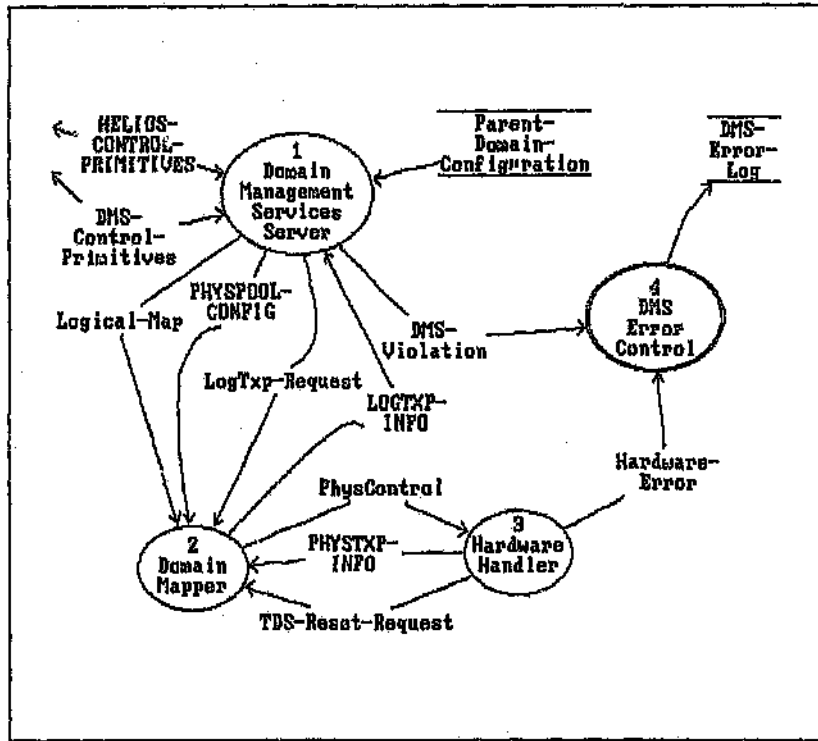 HELIOS-
CONTROL-
PRIMITIVES
1
Domain
Management
Services
Server
Parent-
Domain-
Configuration
DMS-
Error-
Log
DMS-
Control-
Primitives
PHYSPOOL-
CONFIG
Logical-Map
DMS-
Violation
4
DMS
Error
Control
LogTxp-Request
LOGTXP-
INFO
PhysControl
Hardware-
Error
2
Domain
Mapper
PHYSTXP-
INFO
3
Hardware
Handler
TDS-Reset-Request